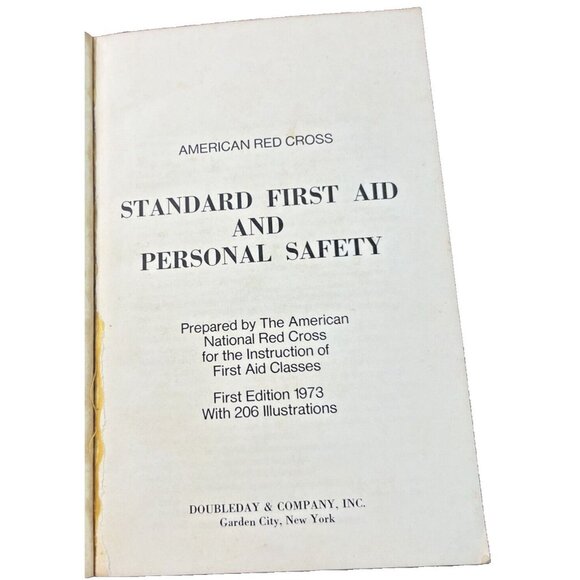 AMERICAN RED CROSS
STANDARD FIRST AID
AND
PERSONAL SAFETY
Prepared by The American
National Red Cross
for the Instruction of
First Aid Classes
First Edition 1973
With 206 Illustrations
DOUBLEDAY & COMPANY, INC.
Garden City, New York